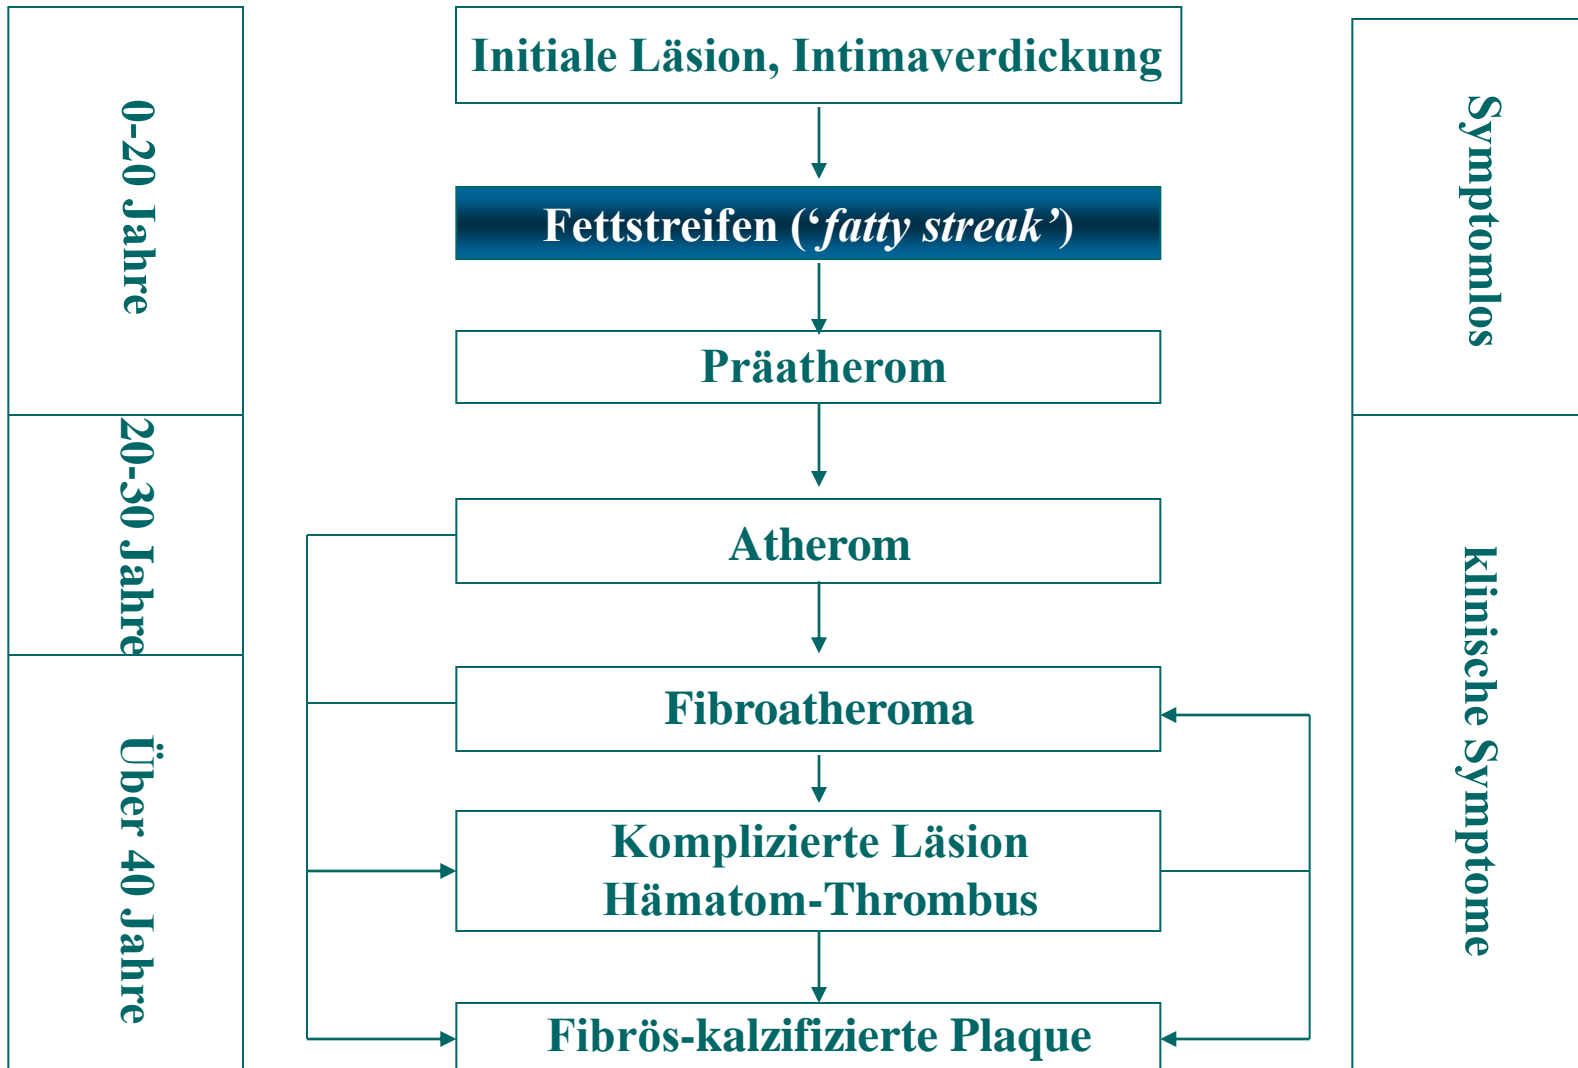 Initiale Läsion, Intimaverdickung
Fettstreifen (‘fatty streak’)
Präatherom
Atherom
Fibroatheroma
Komplizierte Läsion
Hämatom-Thrombus
Fibrös-kalzifizierte Plaque
0-20 Jahre
20-30 Jahre
Über 40 Jahre
Symptomlos
klinische Symptome